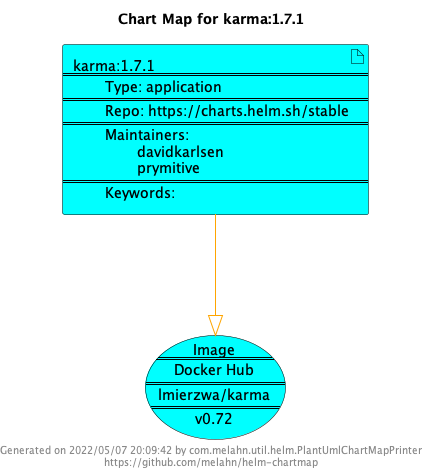 Chart Map for karma:1.7.1
karma:1.7.1
Type: application
Repo: https://charts.helm.sh/stable
Maintainers:
davidkarlsen
prymitive
Keywords:
Image
Docker Hub
lmierzwa/karma
v0.72
Generated on 2022/05/07 20:09:42 by com.melahn.util.helm.PlantUmlChartMapPrinter
https://github.com/melahn/helm-chartmap